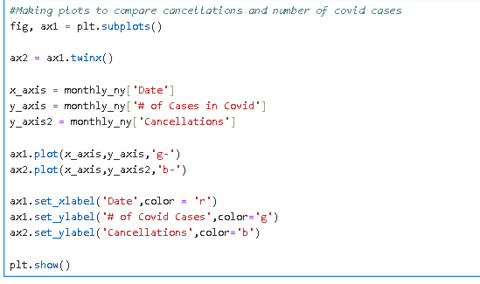 #Making plots to compare cancellations and number of covid cases
fig, ax1 = plt.subplots()
ax2 = ax1.twinx()
x_axis = monthly_ny['Date']
y_axis = monthly_ny['# of Cases in Covid']
y_axis2 = monthly_ny['Cancellations']
ax1.plot(x_axis,y_axis,'g-')
ax2.plot(x_axis,y_axis2,'b-')
ax1.set_xlabel('Date',color = 'r')
ax1.set_ylabel('# of Covid Cases',color='g')
ax2.set_ylabel('Cancellations',color='b')
plt.show()